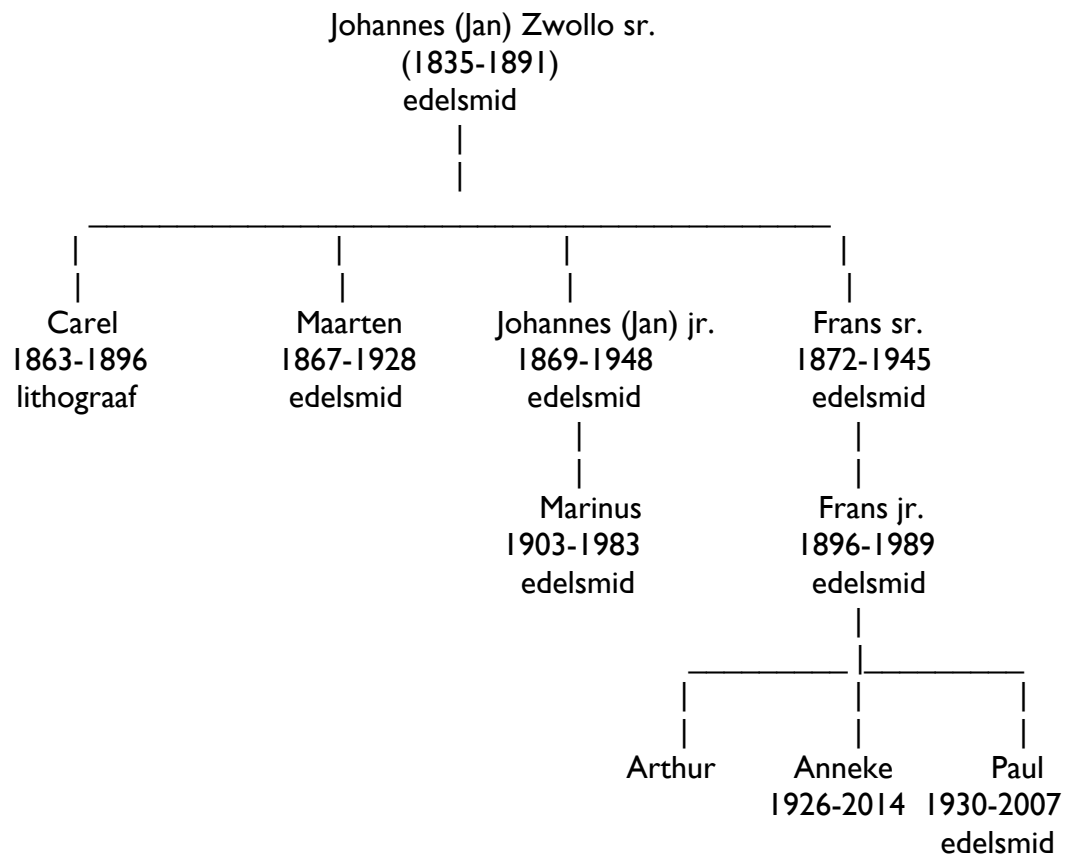 Johannes (Jan) Zwollo sr.
(1835-1891)
edelsmid
Carel Maarten Johannes (Jan) jr. Frans sr.
1863-1896 1867-1928 1869-1948 1872-1945
lithograaf edelsmid edelsmid edelsmid
Marinus Frans jr.
1903-1983 1896-1989
edelsmid edelsmid
Arthur Anneke Paul
1926-2014 1930-2007
edelsmid